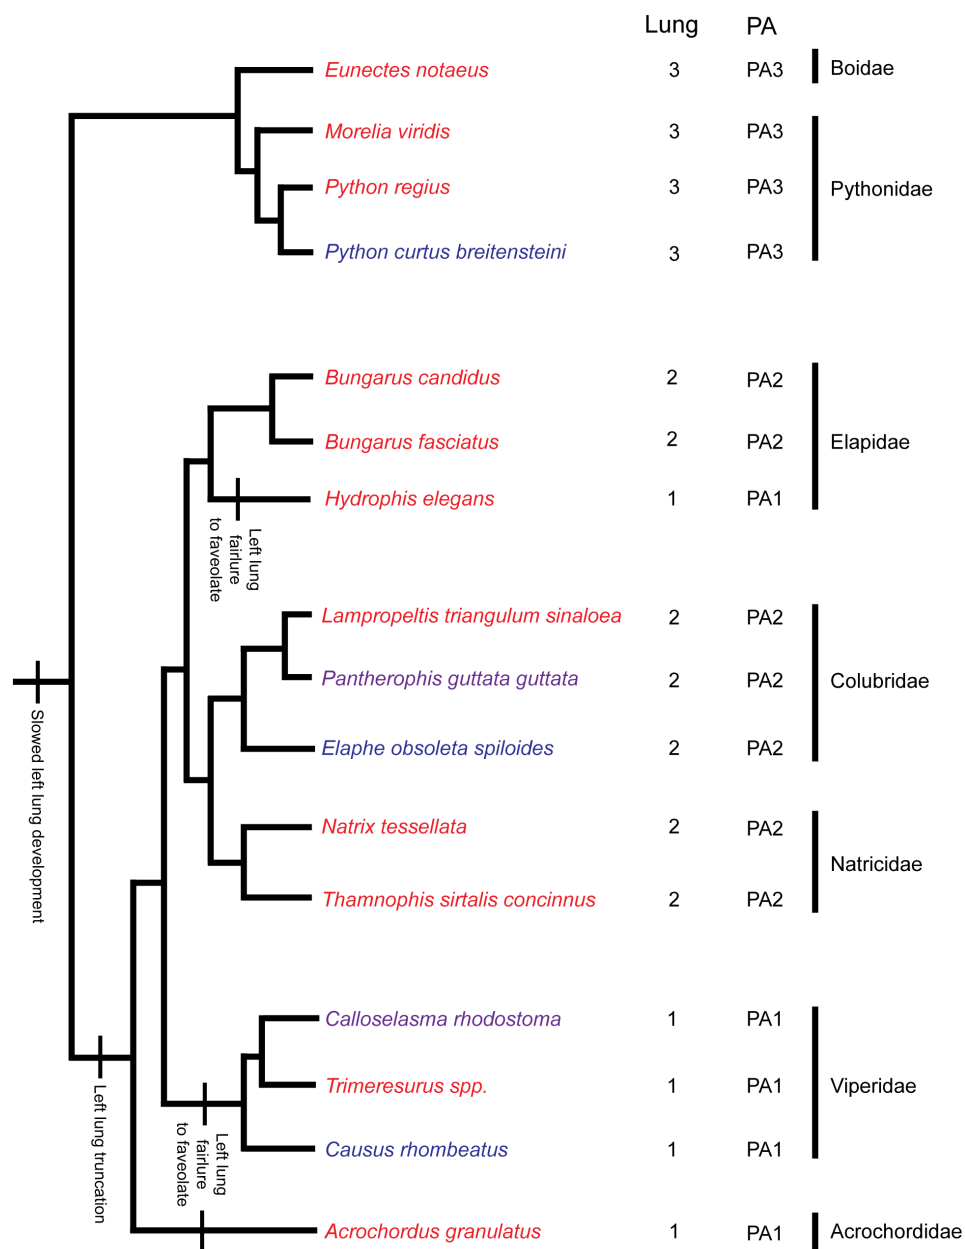 Lung PA
Eunectes notaeus 3 PA3 Boidae
Morelia viridis 3 PA3
Python regius 3 PA3 Pythonidae
Python curtus breitensteini 3 PA3
Bungarus candidus 2 PA2
Bungarus fasciatus 2 PA2 Elapidae
Hydrophis elegans 1 PA1
Left lung
fairlure
to faveolate
Lampropeltis triangulum sinaloea 2 PA2
Pantherophis guttata guttata 2 PA2 Colubridae
Elaphe obsoleta spiloides 2 PA2
Slowed left lung development
Natrix tessellata 2 PA2
Natricidae
Thamnophis sirtalis concinnus 2 PA2
Calloselasma rhodostoma 1 PA1
Trimeresurus spp. 1 PA1 Viperidae
Left lung truncation
Left lung
fairlure
to faveolate
Causus rhombeatus 1 PA1
Acrochordus granulatus 1 PA1 Acrochordidae